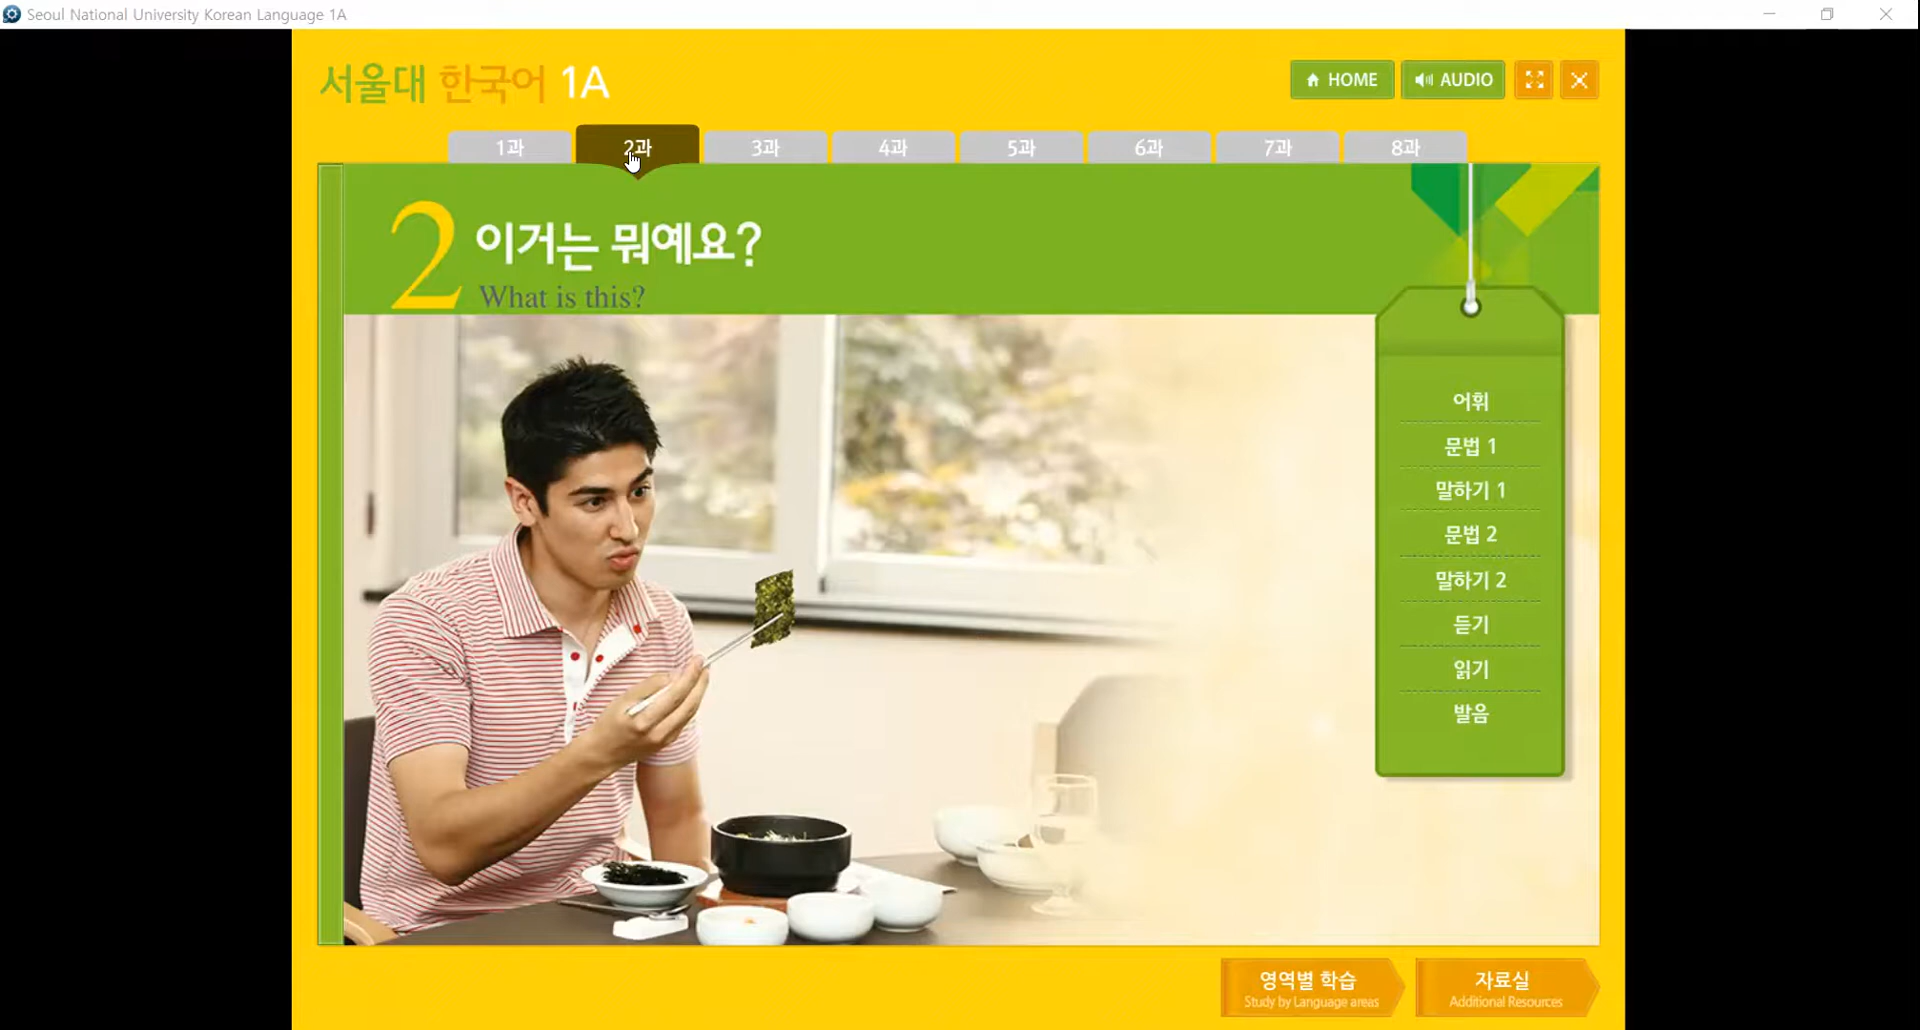 Seoul National University Korean Language 1A
서울대 한국어 1A
HOME
AUDIO
1과
2과
3과
4과
5과
6과
7과
8과
2 이거는 뭐예요?
What is this?
어휘
문법 1
말하기 1
문법 2
말하기 2
듣기
읽기
발음
영역별 학습
Study by Language areas
자료실
Additional Resources